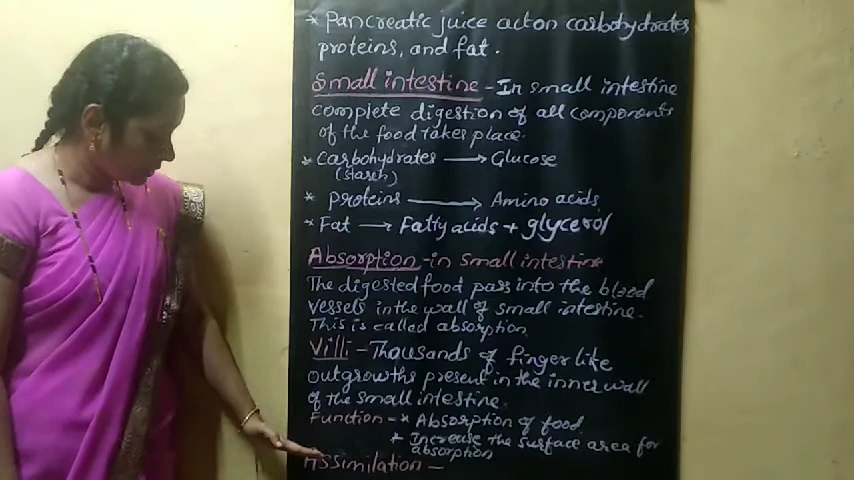 * Pancreatic juice act on carbohydrates
proteins, and fat.
Small intestine - In small intestine
complete digestion of all components
of the food takes place.
* carbohydrates → Glucose
(starch)
* proteins → Amino acids
* Fat → Fatty acids + glycerol
Absorption - in small intestine
The digested food pass into the blood
vessels in the wall of small intestine.
This is called absorption
Villi - Thousands of finger like
outgrowths present in the inner wall
of the small intestine.
Function - * Absorption of food
* Increase the surface area for
absorption
Assimilation -